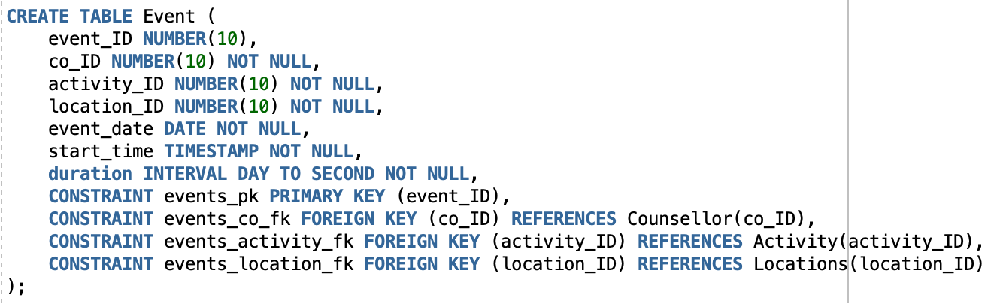 CREATE TABLE Event (
    event_ID NUMBER(10),
    co_ID NUMBER(10) NOT NULL,
    activity_ID NUMBER(10) NOT NULL,
    location_ID NUMBER(10) NOT NULL,
    event_date DATE NOT NULL,
    start_time TIMESTAMP NOT NULL,
    duration INTERVAL DAY TO SECOND NOT NULL,
    CONSTRAINT events_pk PRIMARY KEY (event_ID),
    CONSTRAINT events_co_fk FOREIGN KEY (co_ID) REFERENCES Counsellor(co_ID),
    CONSTRAINT events_activity_fk FOREIGN KEY (activity_ID) REFERENCES Activity(activity_ID),
    CONSTRAINT events_location_fk FOREIGN KEY (location_ID) REFERENCES Locations(location_ID)
);